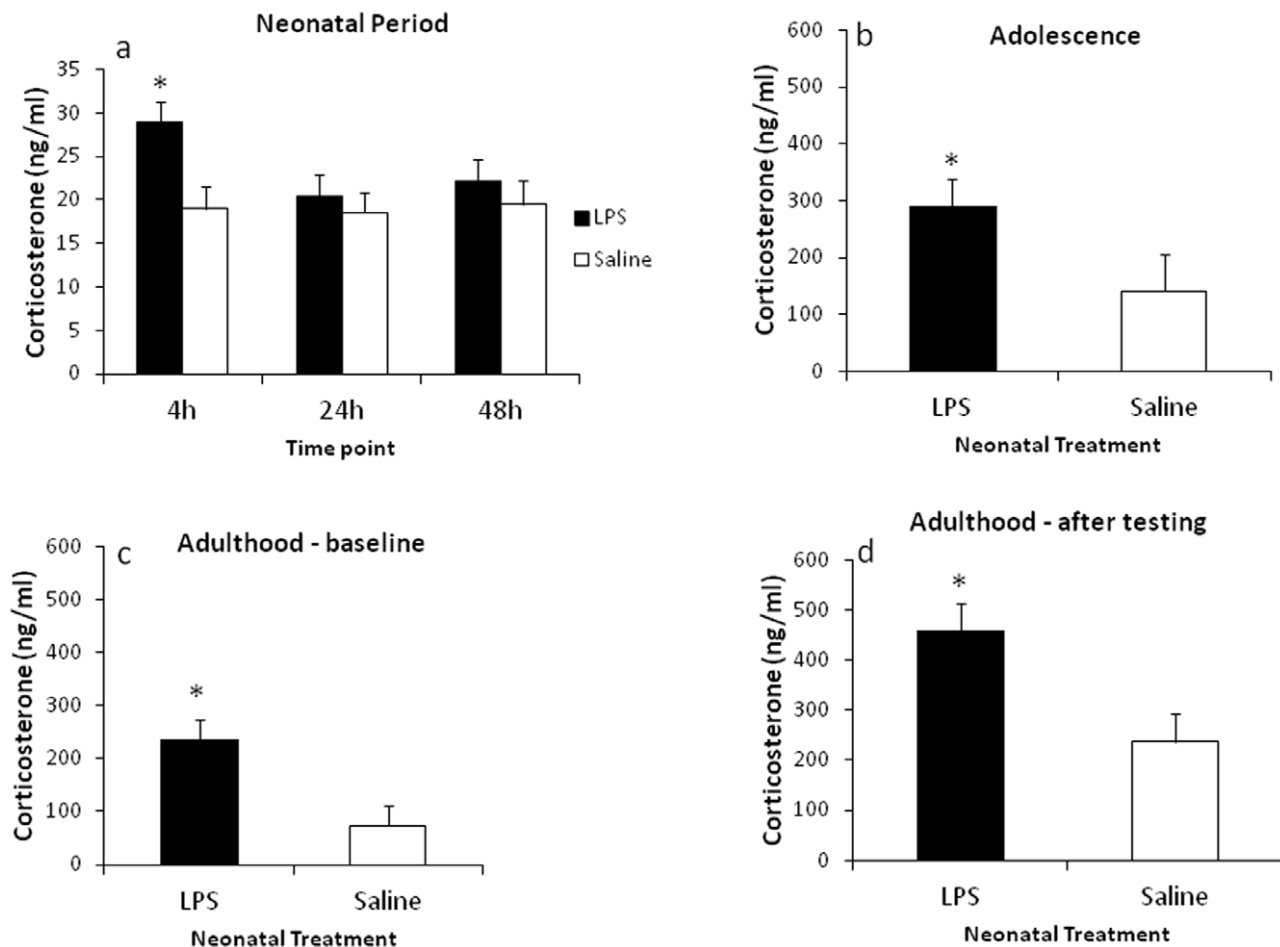 Neonatal Period
a
Corticosterone (ng/ml)
35
30
25
20
15
10
5
0
*
4h 24h 48h
Time point
LPS
Saline
Adolescence
b
Corticosterone (ng/ml)
600
500
400
300
200
100
0
*
LPS Saline
Neonatal Treatment
Adulthood - baseline
c
Corticosterone (ng/ml)
600
500
400
300
200
100
0
*
LPS Saline
Neonatal Treatment
Adulthood - after testing
d
Corticosterone (ng/ml)
600
500
400
300
200
100
0
*
LPS Saline
Neonatal Treatment